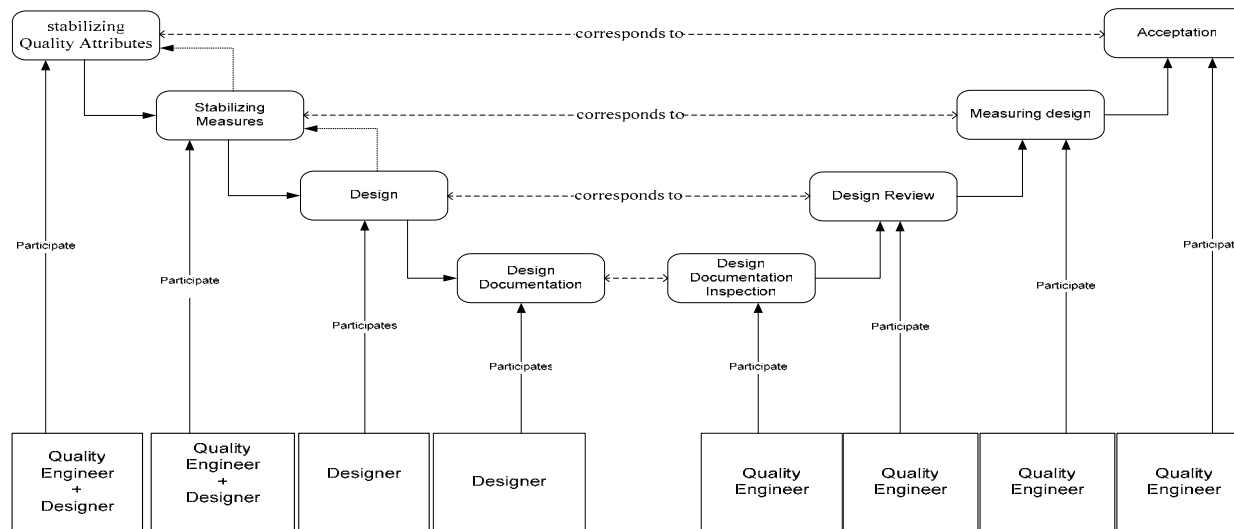 stabilizing
Quality Attributes
corresponds to
Acceptation
Stabilizing
Measures
corresponds to
Measuring design
Design
corresponds to
Design Review
Participate
Participate
Participates
Participates
Design
Documentation
Design
Documentation
Inspection
Participate
Participate
Participate
Participat
Quality
Engineer
+
Designer
Quality
Engineer
+
Designer
Designer
Designer
Quality
Engineer
Quality
Engineer
Quality
Engineer
Quality
Engineer